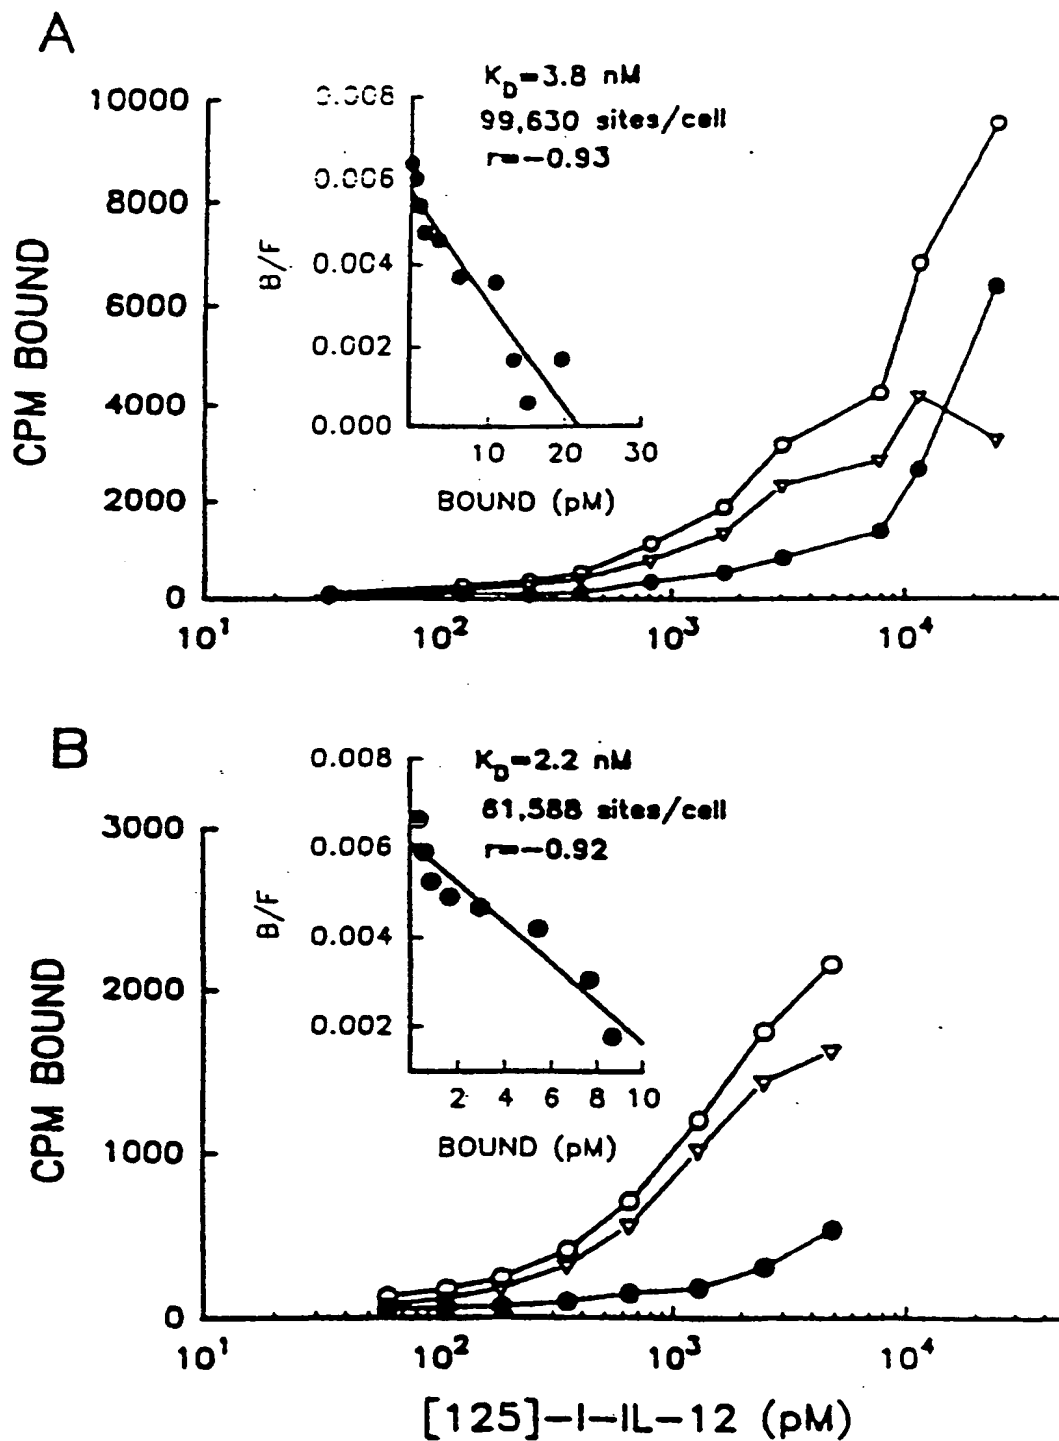 A
K_D=3.8 nM
99,630 sites/cell
r=-0.93
10000
8000
6000
4000
2000
0
CPM BOUND
0.008
0.006
0.004
0.002
0.000
B/F
10 20 30
BOUND (pM)
10¹ 10² 10³ 10⁴
B
K_D=2.2 nM
61,588 sites/cell
r=-0.92
3000
2000
1000
0
CPM BOUND
0.008
0.006
0.004
0.002
B/F
2 4 6 8 10
BOUND (pM)
10¹ 10² 10³ 10⁴
[125]-I-IL-12 (pM)